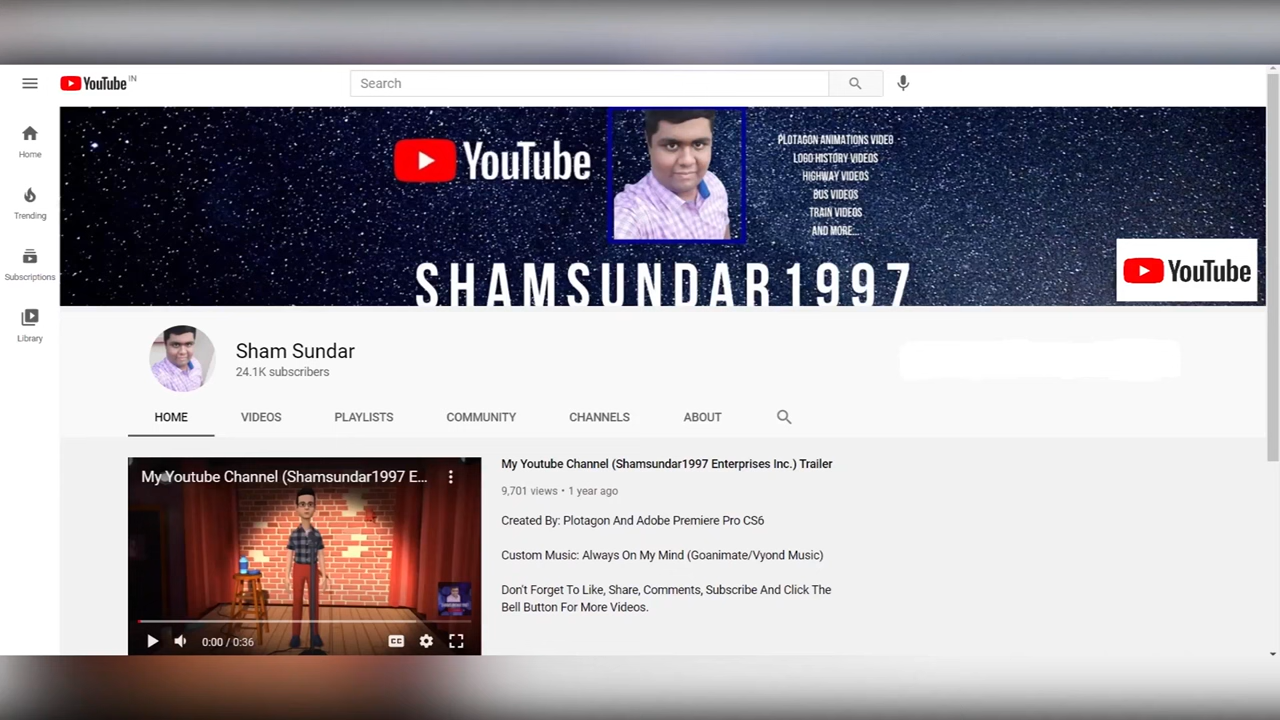 YouTube IN
Search
Home
Trending
Subscriptions
Library
YouTube
PLOTAGON ANIMATIONS VIDEO
LOGO HISTORY VIDEOS
HIGHWAY VIDEOS
BUS VIDEOS
TRAIN VIDEOS
AND MORE...
SHAMSUNDAR1997
YouTube
Sham Sundar
24.1K subscribers
HOME VIDEOS PLAYLISTS COMMUNITY CHANNELS ABOUT
My Youtube Channel (Shamsundar1997 E...
0:00 / 0:36
CC
My Youtube Channel (Shamsundar1997 Enterprises Inc.) Trailer
9,701 views • 1 year ago
Created By: Plotagon And Adobe Premiere Pro CS6
Custom Music: Always On My Mind (Goanimate/Vyond Music)
Don't Forget To Like, Share, Comments, Subscribe And Click The
Bell Button For More Videos.